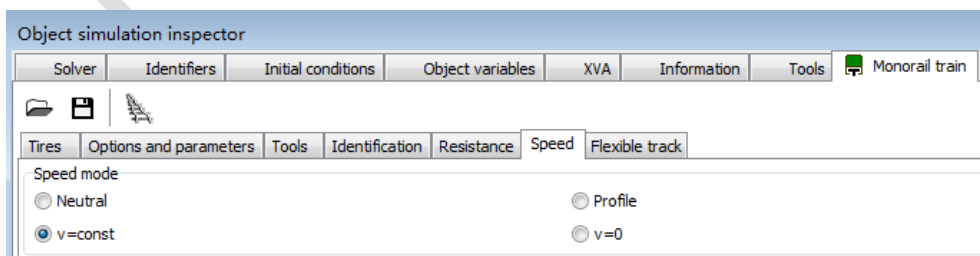 Object simulation inspector
Solver Identifiers Initial conditions Object variables XVA Information Tools Monorail train
Tires Options and parameters Tools Identification Resistance Speed Flexible track
Speed mode
Neutral Profile
v=const v=0